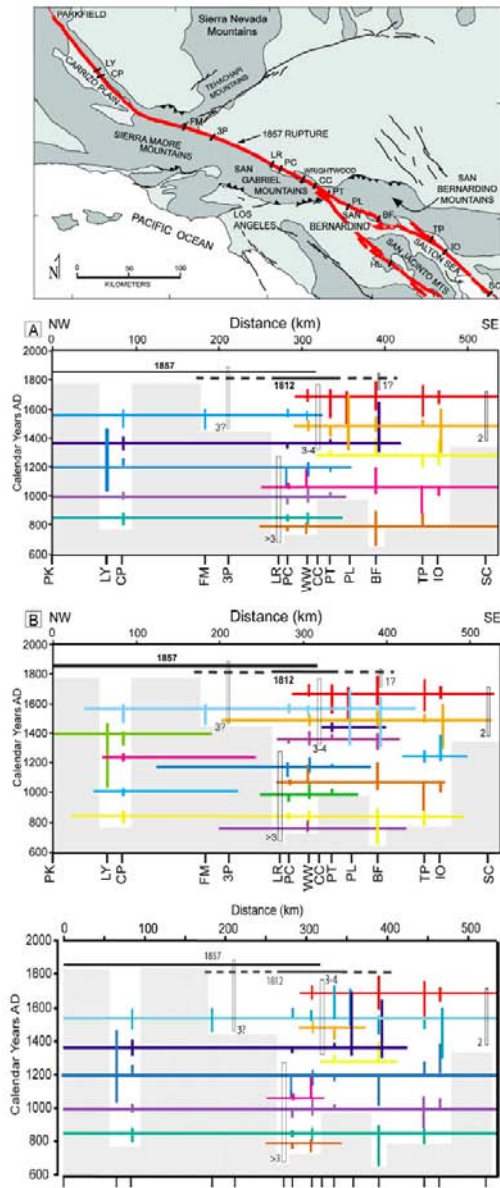 PARKFIELD
Sierra Nevada
Mountains
LY
CP
CARRIZO PLAIN
TEHACHAPI
MOUNTAINS
FM
3P
1857 RUPTURE
SIERRA MADRE
MOUNTAINS
LR
PC
WRIGHTWOOD
CC
PT
SAN
GABRIEL
MOUNTAINS
SAN
BERNARDINO
MOUNTAINS
PL
BF
LOS
ANGELES
SAN
BERNARDINO
TP
IO
SALTON SEA
SAN JACINTO MTS
PACIFIC OCEAN
N
0 50 100
KILOMETERS
A NW Distance (km) SE
0 100 200 300 400 500
Calendar Years AD
2000
1800
1600
1400
1200
1000
800
600
1857
1812
1?
3?
3-4
2
>3
PK LY CP FM 3P LR PC WW CC PT PL BF TP IO SC
B NW Distance (km) SE
0 100 200 300 400 500
Calendar Years AD
2000
1800
1600
1400
1200
1000
800
600
1857
1812
1?
3?
3-4
2
>3
PK LY CP FM 3P LR PC WW CC PT PL BF TP IO SC
Distance (km)
0 100 200 300 400 500
Calendar Years AD
2000
1800
1600
1400
1200
1000
800
600
1857
1812
3-4
3?
2
>3